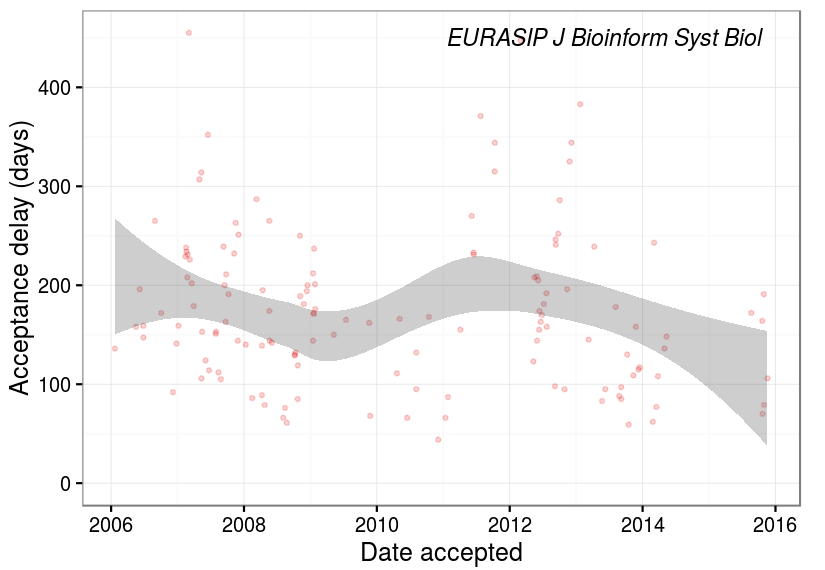 EURASIP J Bioinform Syst Biol
Acceptance delay (days)
400
300
200
100
0
2006 2008 2010 2012 2014 2016
Date accepted